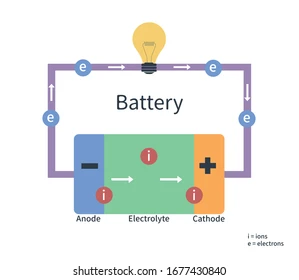 e
e
Battery
e
e
− i +
i
i
Anode Electrolyte Cathode
i = ions
e = electrons
shutterstock.com · 1677430840